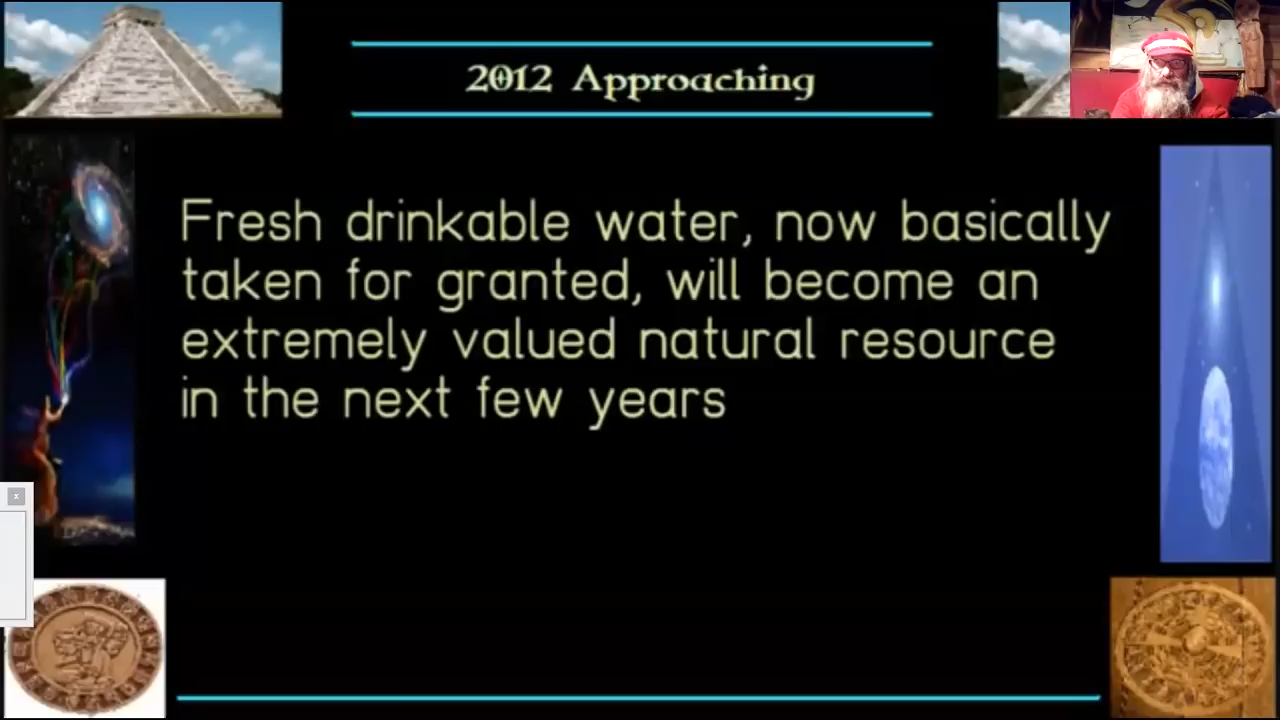 2012 Approaching
Fresh drinkable water, now basically
taken for granted, will become an
extremely valued natural resource
in the next few years